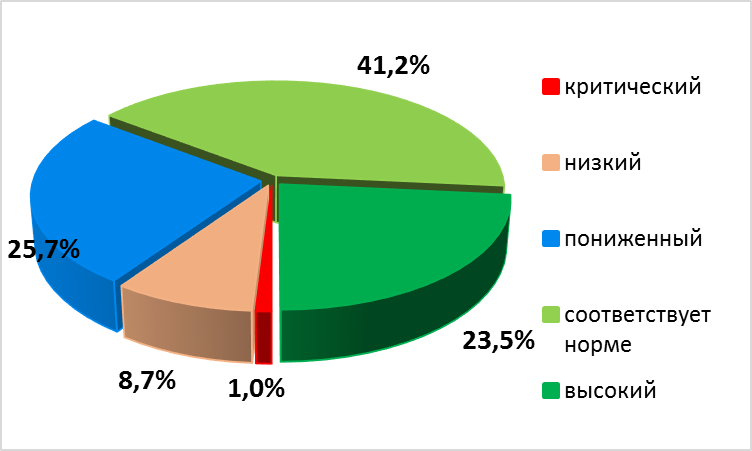 41,2%
критический
низкий
пониженный
25,7%
соответствует
норме
23,5%
высокий
8,7%
1,0%